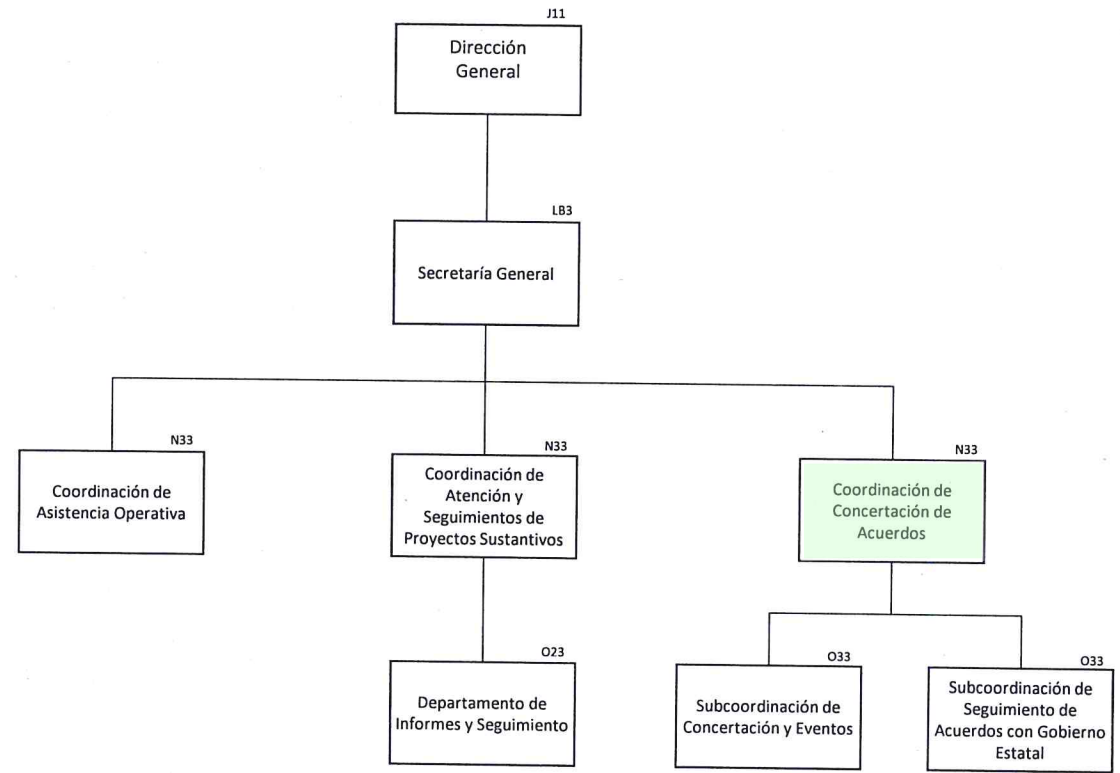 J11
Dirección
General
LB3
Secretaría General
N33
Coordinación de
Asistencia Operativa
N33
Coordinación de
Atención y
Seguimientos de
Proyectos Sustantivos
N33
Coordinación de
Concertación de
Acuerdos
O23
Departamento de
Informes y Seguimiento
O33
Subcoordinación de
Concertación y Eventos
O33
Subcoordinación de
Seguimiento de
Acuerdos con Gobierno
Estatal